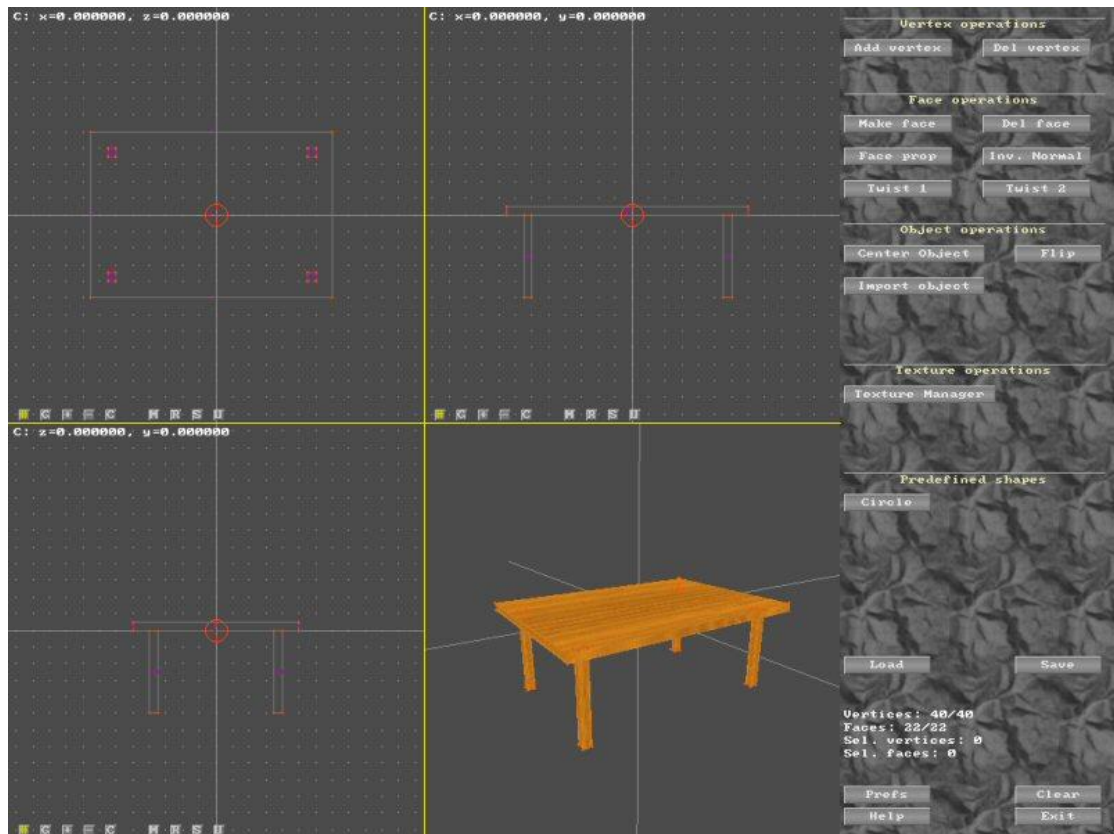 C: x=0.000000, z=0.000000
C: x=0.000000, y=0.000000
Vertex operations
Add vertex Del vertex
Face operations
Make face Del face
Face prop Inv. Normal
Twist 1 Twist 2
Object operations
Center Object Flip
Import object
Texture operations
Texture Manager
G + - C M R S U
G + - C M R S U
C: z=0.000000, y=0.000000
Predefined shapes
Circle
Load Save
Vertices: 40/40
Faces: 22/22
Sel. vertices: 0
Sel. faces: 0
Prefs Clear
Help Exit
G + - C M R S U